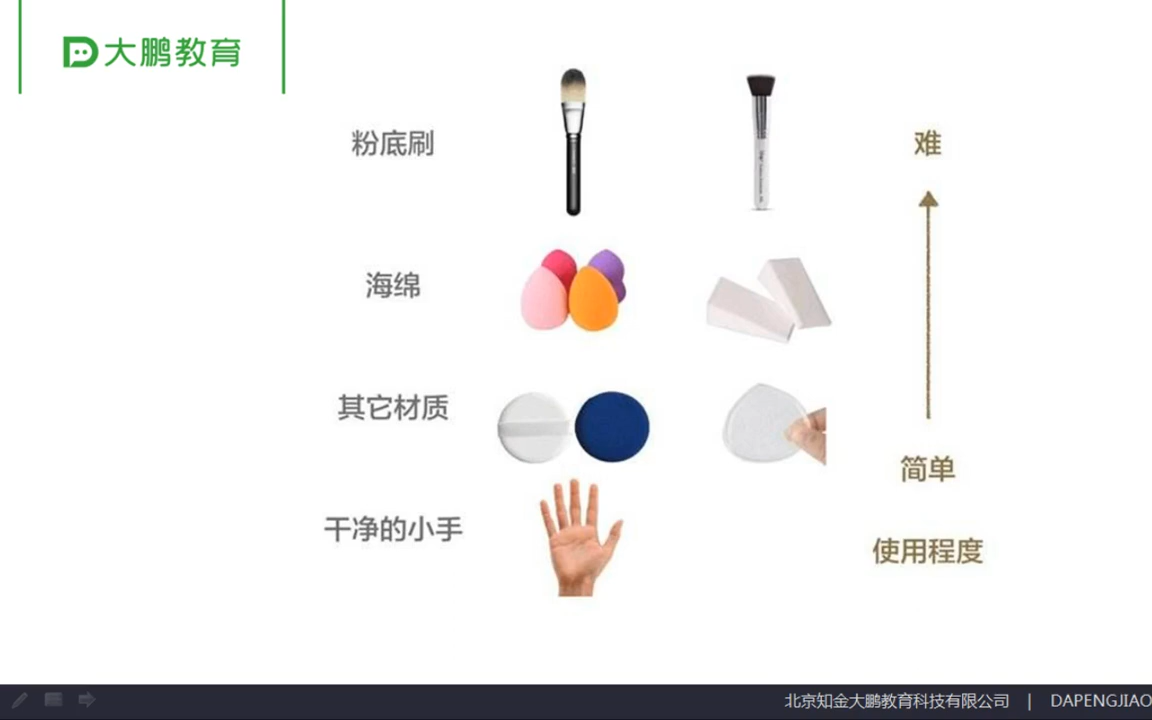 大鹏教育
粉底刷
难
海绵
其它材质
简单
干净的小手
使用程度
北京知金大鹏教育科技有限公司 | DAPENGJIAO